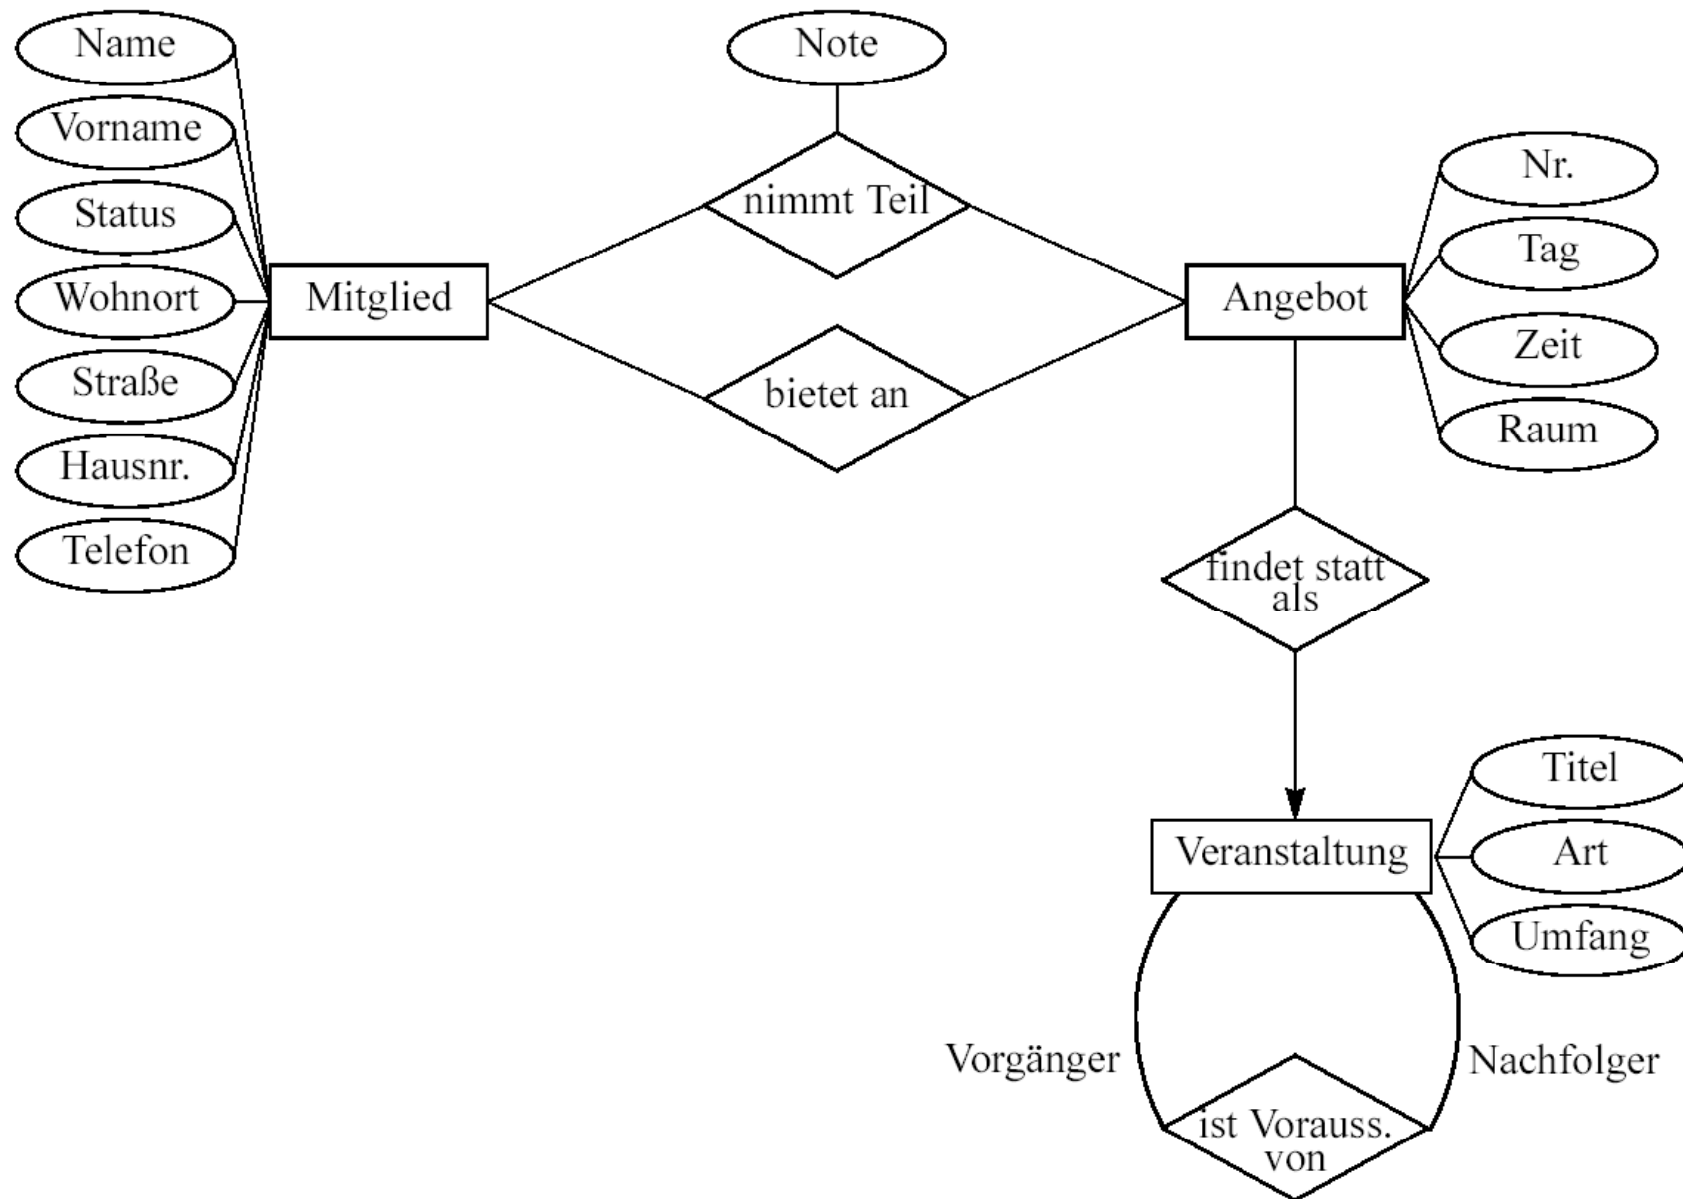 Name
Vorname
Status
Wohnort
Straße
Hausnr.
Telefon
Mitglied
Note
nimmt Teil
bietet an
Angebot
Nr.
Tag
Zeit
Raum
findet statt
als
Veranstaltung
Titel
Art
Umfang
Vorgänger
Nachfolger
ist Vorauss.
von